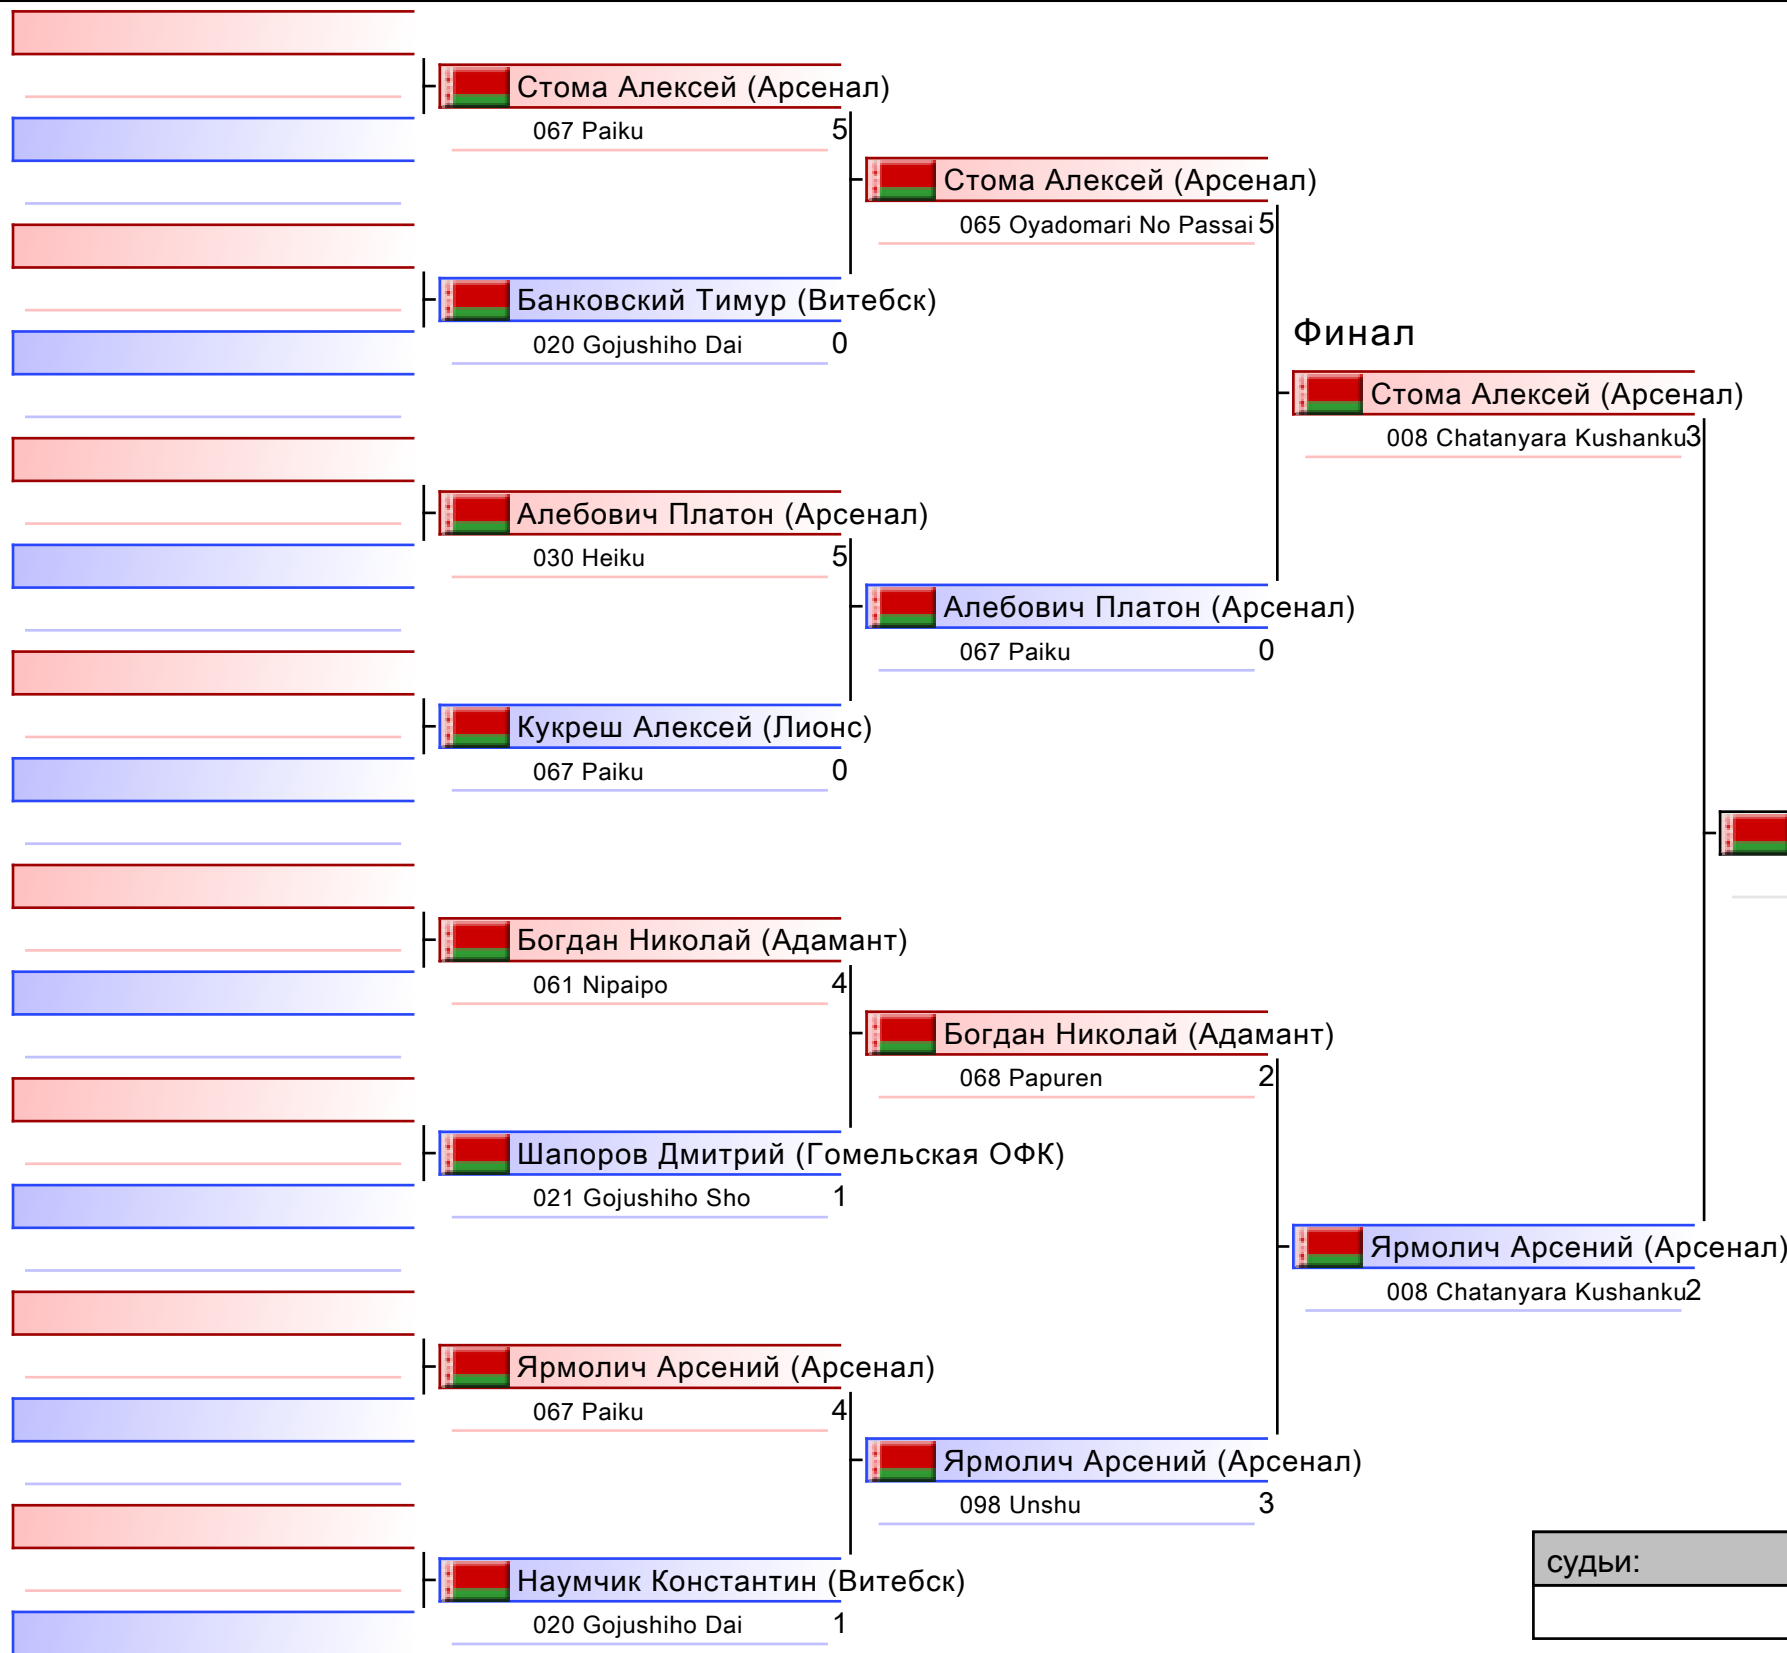 Стома Алексей (Арсенал)
067 Paiku 5
Банковский Тимур (Витебск)
020 Gojushiho Dai 0
Алебович Платон (Арсенал)
030 Heiku 5
Кукреш Алексей (Лионс)
067 Paiku 0
Богдан Николай (Адамант)
061 Nipaipo 4
Шапоров Дмитрий (Гомельская ОФК)
021 Gojushiho Sho 1
Ярмолич Арсений (Арсенал)
067 Paiku 4
Наумчик Константин (Витебск)
020 Gojushiho Dai 1
Стома Алексей (Арсенал)
065 Oyadomari No Passai 5
Алебович Платон (Арсенал)
067 Paiku 0
Богдан Николай (Адамант)
068 Papuren 2
Ярмолич Арсений (Арсенал)
098 Unshu 3
Финал
Стома Алексей (Арсенал)
008 Chatanyara Kushanku 3
Ярмолич Арсений (Арсенал)
008 Chatanyara Kushanku 2
судьи: